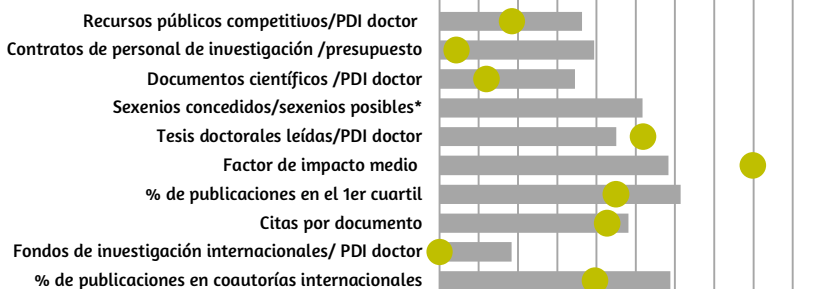 Recursos públicos competitivos/PDI doctor
Contratos de personal de investigación /presupuesto
Documentos científicos /PDI doctor
Sexenios concedidos/sexenios posibles*
Tesis doctorales leídas/PDI doctor
Factor de impacto medio
% de publicaciones en el 1er cuartil
Citas por documento
Fondos de investigación internacionales/ PDI doctor
% de publicaciones en coautorías internacionales